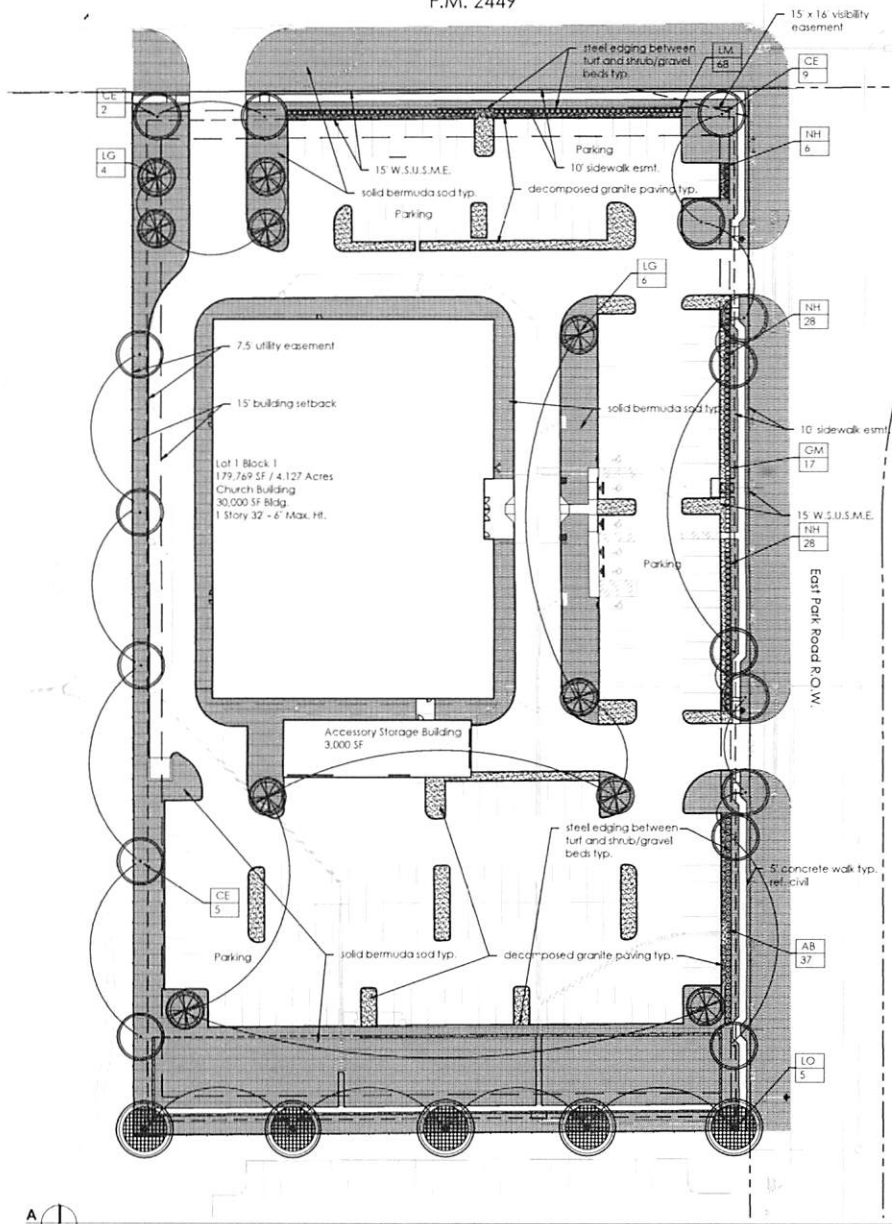 F.M. 2449
15' x 16' visibility
easement
steel edging between
turf and shrub/gravel
beds typ.
LM
68
CE
9
CE
2
NH
6
LG
4
Parking
15' W.S.U.S.M.E.
10' sidewalk esmt.
solid bermuda sod typ.
decomposed granite paving typ.
Parking
LG
6
NH
28
7.5' utility easement
15' building setback
solid bermuda sod typ.
10' sidewalk esmt.
GM
17
Lot 1 Block 1
179,769 SF / 4.127 Acres
Church Building
30,000 SF Bldg.
1 Story 32' - 6" Max. Ht.
15' W.S.U.S.M.E.
NH
28
Parking
East Park Road R.O.W.
Accessory Storage Building
3,000 SF
steel edging between
turf and shrub/gravel
beds typ.
5' concrete walk typ.
ref. civil
CE
5
Parking
solid bermuda sod typ.
decomposed granite paving typ.
AB
37
LO
5
A